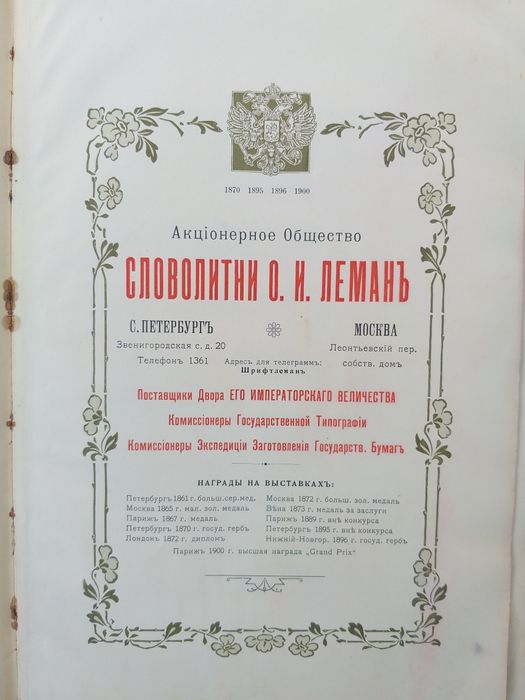 1870 1895 1896 1900
Акціонерное Общество
СЛОВОЛИТНИ О. И. ЛЕМАНЪ
С. ПЕТЕРБУРГЪ
Звенигородская с. д. 20
Телефонъ 1361
Адресъ для телеграммъ:
Шрифтлеманъ
МОСКВА
Леонтьевскій пер.
собств. домъ
Поставщики Двора ЕГО ИМПЕРАТОРСКАГО ВЕЛИЧЕСТВА
Комиссіонеры Государственной Типографіи
Комиссіонеры Экспедиціи Заготовленія Государств. Бумагъ
НАГРАДЫ НА ВЫСТАВКАХЪ:
Петербургъ 1861 г. больш. сер. мед.
Москва 1865 г. мал. зол. медаль
Парижъ 1867 г. медаль
Петербургъ 1870 г. госуд. гербъ
Лондонъ 1872 г. дипломъ
Москва 1872 г. больш. зол. медаль
Вѣна 1873 г. медаль за заслуги
Парижъ 1889 г. внѣ конкурса
Петербургъ 1895 г. внѣ конкурса
Нижній-Новгор. 1896 г. госуд. гербъ
Парижъ 1900 г. высшая награда „Grand Prix"